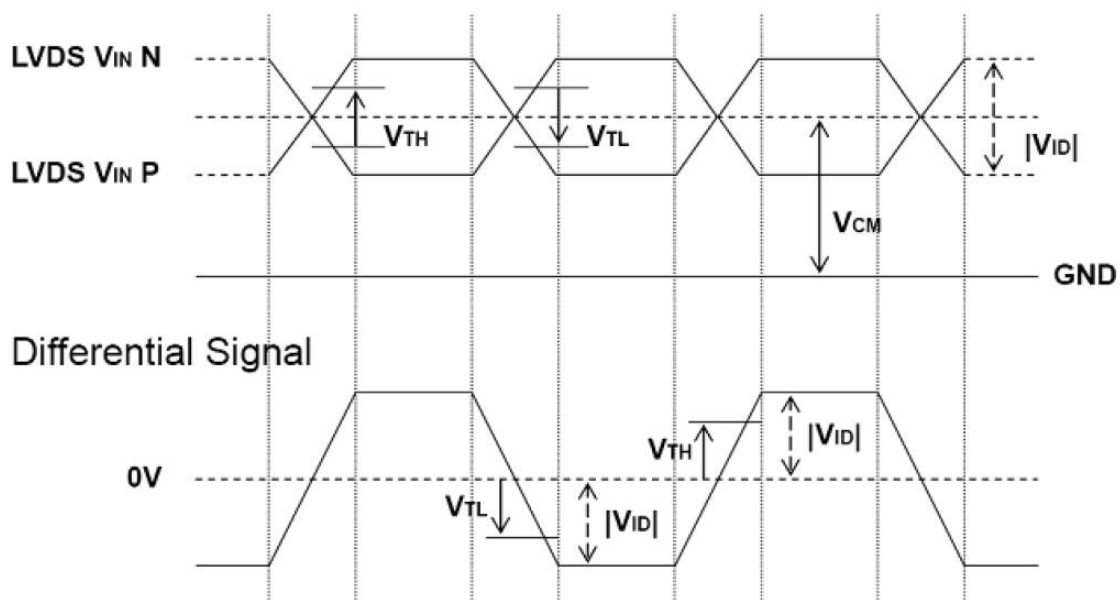 LVDS VIN N
VTH
VTL
|VID|
LVDS VIN P
VCM
GND
Differential Signal
VTH
|VID|
0V
VTL
|VID|